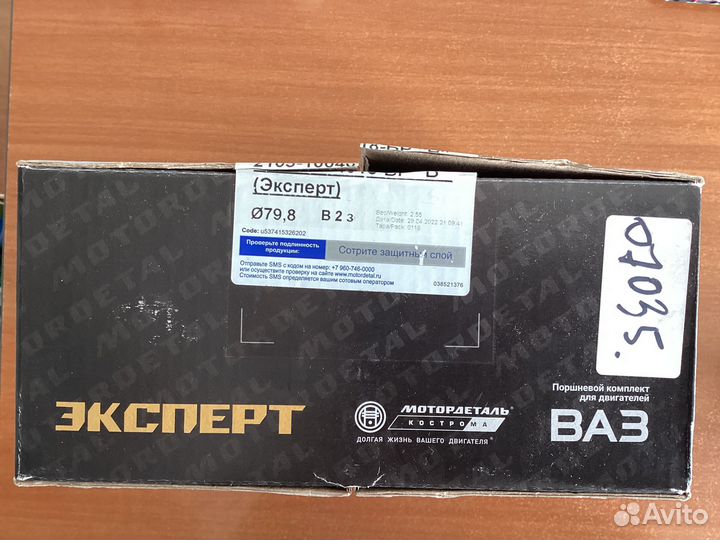 (Эксперт)
Ø79,8 B 2 3
Вес/Weight: 2.55
Дата/Date: 29.04.2022 21:09:41
Тара/Pack: 0118
Code: u537415326202
Проверьте подлинность
продукции:
Сотрите защитный слой
Отправьте SMS с кодом на номер: +7 960-746-0000
или осуществите проверку на сайте www.motordetal.ru
Стоимость SMS определяется вашим сотовым оператором
038521376
07035.
Поршневой комплект
для двигателей
ВАЗ
ЭКСПЕРТ
МОТОРДЕТАЛЬ
КОСТРОМА
ДОЛГАЯ ЖИЗНЬ ВАШЕГО ДВИГАТЕЛЯ
MOTORDETAL
Avito